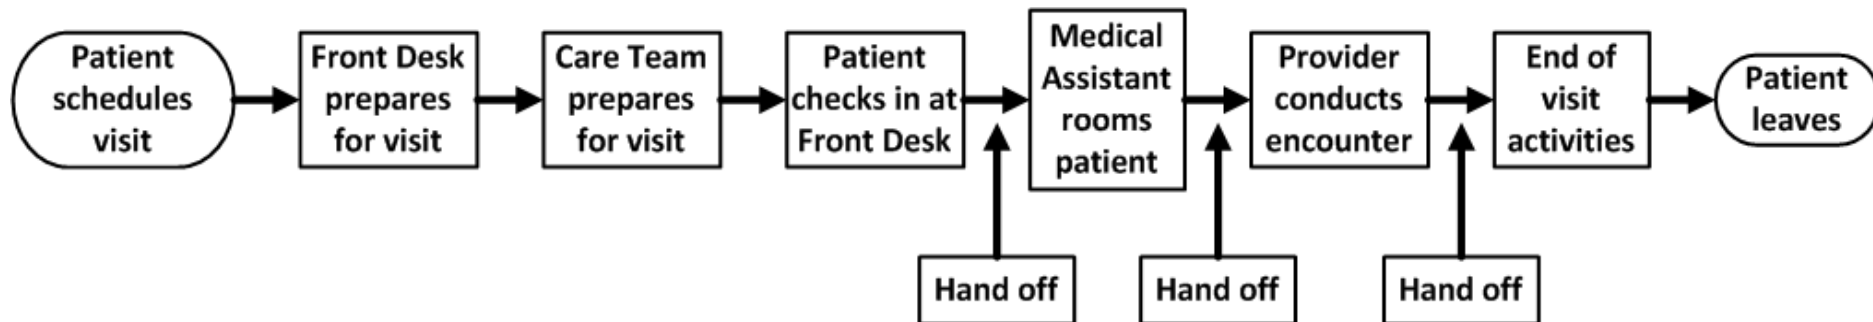 Patient
schedules
visit
Front Desk
prepares
for visit
Care Team
prepares
for visit
Patient
checks in at
Front Desk
Medical
Assistant
rooms
patient
Provider
conducts
encounter
End of
visit
activities
Patient
leaves
Hand off
Hand off
Hand off